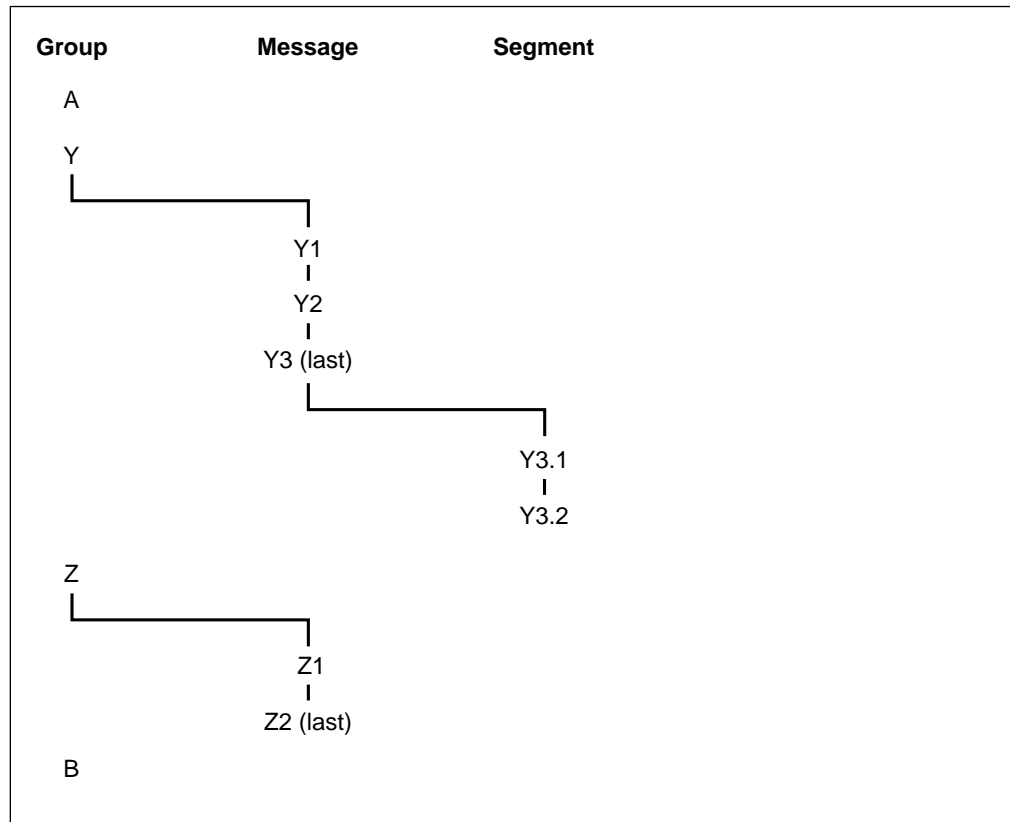 Group Message Segment
A
Y
Y1
Y2
Y3 (last)
Y3.1
Y3.2
Z
Z1
Z2 (last)
B